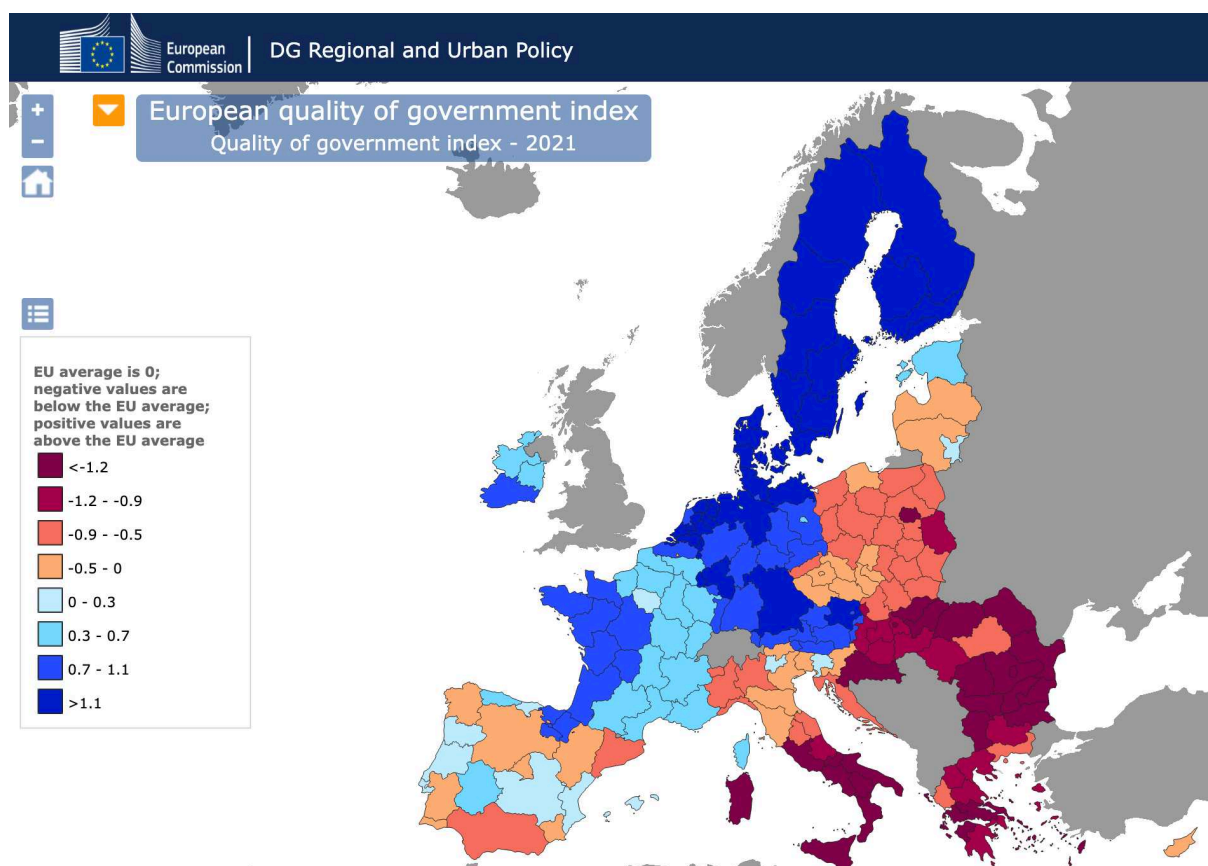 European
Commission
DG Regional and Urban Policy
+
European quality of government index
−
Quality of government index - 2021
EU average is 0;
negative values are
below the EU average;
positive values are
above the EU average
<-1.2
-1.2 - -0.9
-0.9 - -0.5
-0.5 - 0
0 - 0.3
0.3 - 0.7
0.7 - 1.1
>1.1